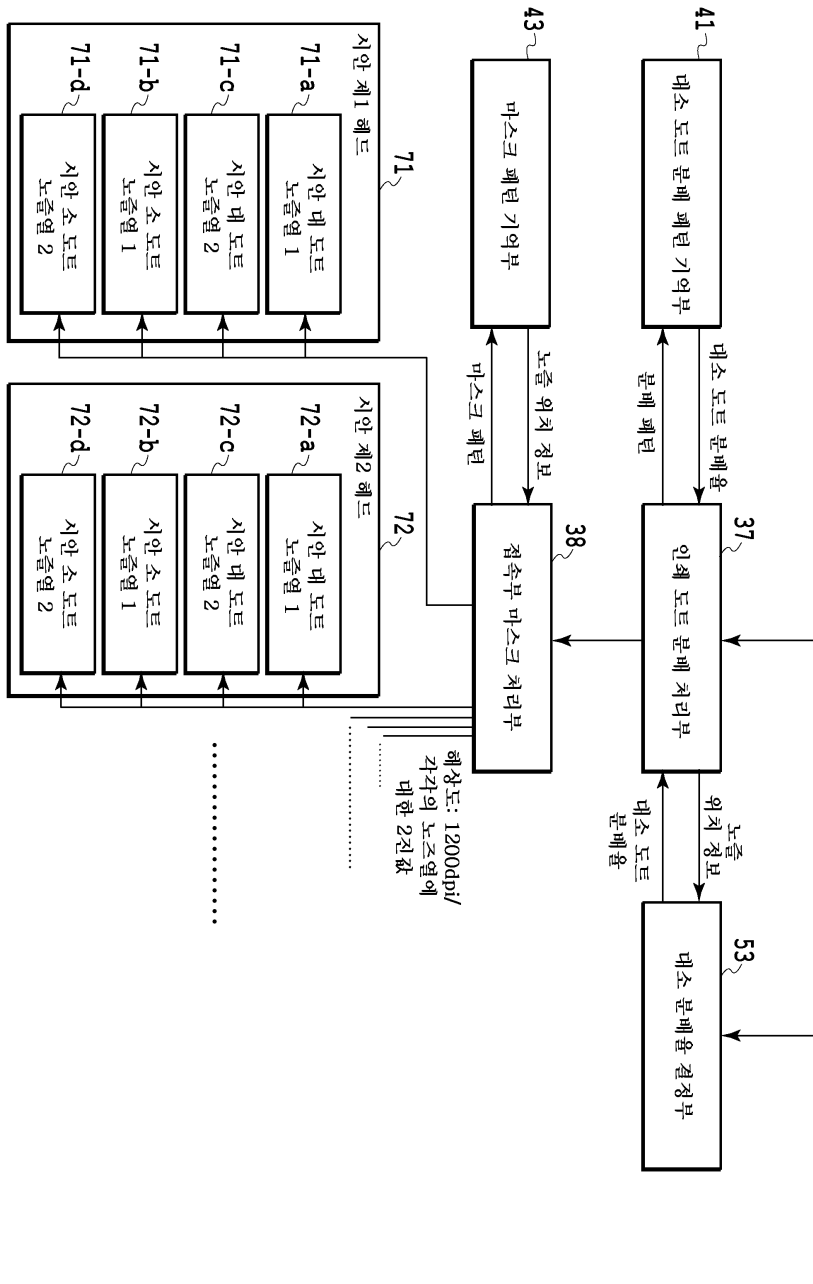 41
대소 도트 분배 패턴 기억부
대소 도트 분배율
분배 패턴
37
인쇄 도트 분배 처리부
노즐
위치 정보
대소 도트
분배율
53
대소 분배율 결정부
43
마스크 패턴 기억부
노즐 위치 정보
마스크 패턴
38
접속부 마스크 처리부
해상도: 1200dpi/
각각의 노즈열에
대한 2진값
71
시안 제1 헤드
71-a
시안 대 도트
노즐열 1
71-c
시안 대 도트
노즐열 2
71-b
시안 소 도트
노즐열 1
71-d
시안 소 도트
노즐열 2
72
시안 제2 헤드
72-a
시안 대 도트
노즐열 1
72-c
시안 대 도트
노즐열 2
72-b
시안 소 도트
노즐열 1
72-d
시안 소 도트
노즐열 2